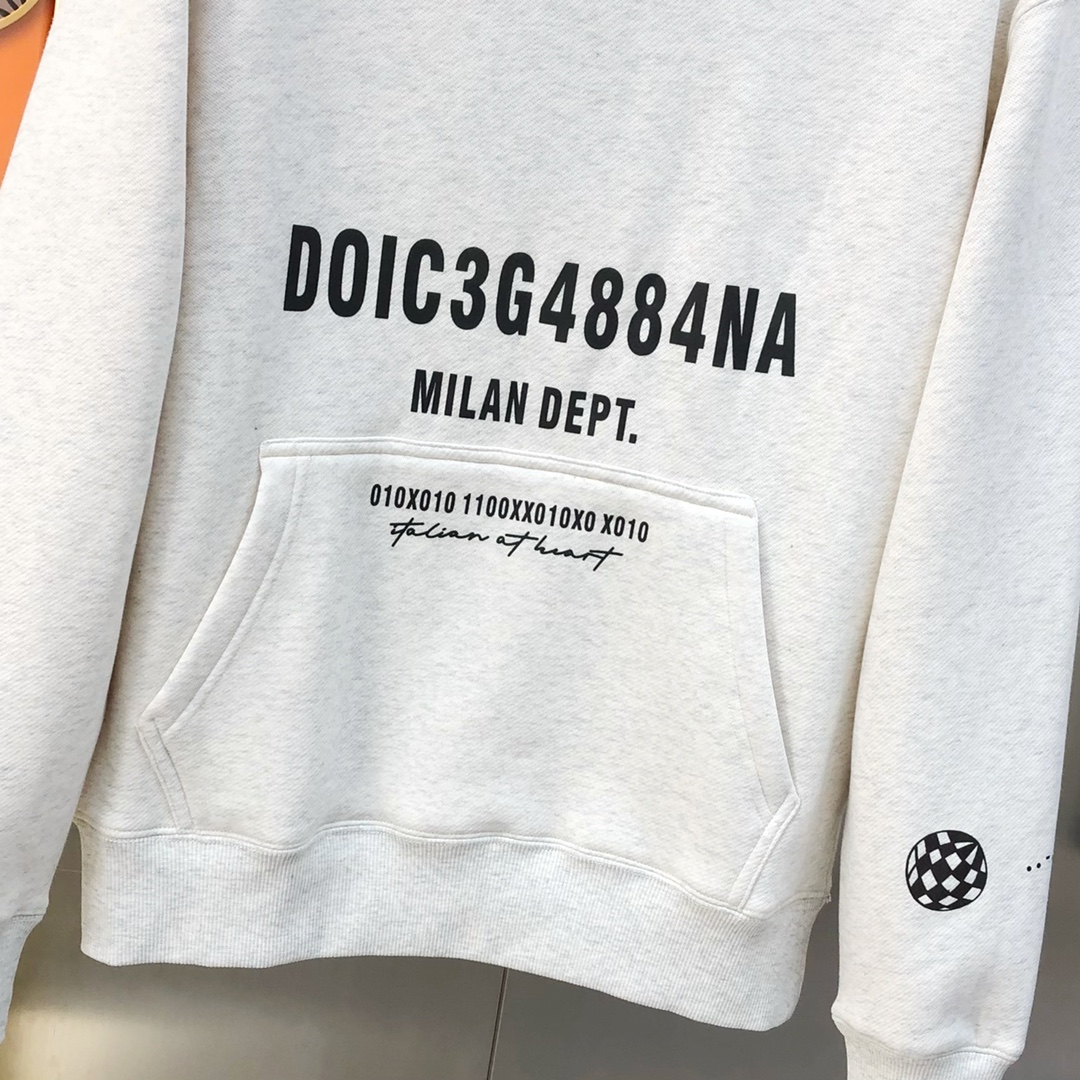 DOIC3G4884NA
MILAN DEPT.
010X010 1100XX010X0 X010
italian at heart